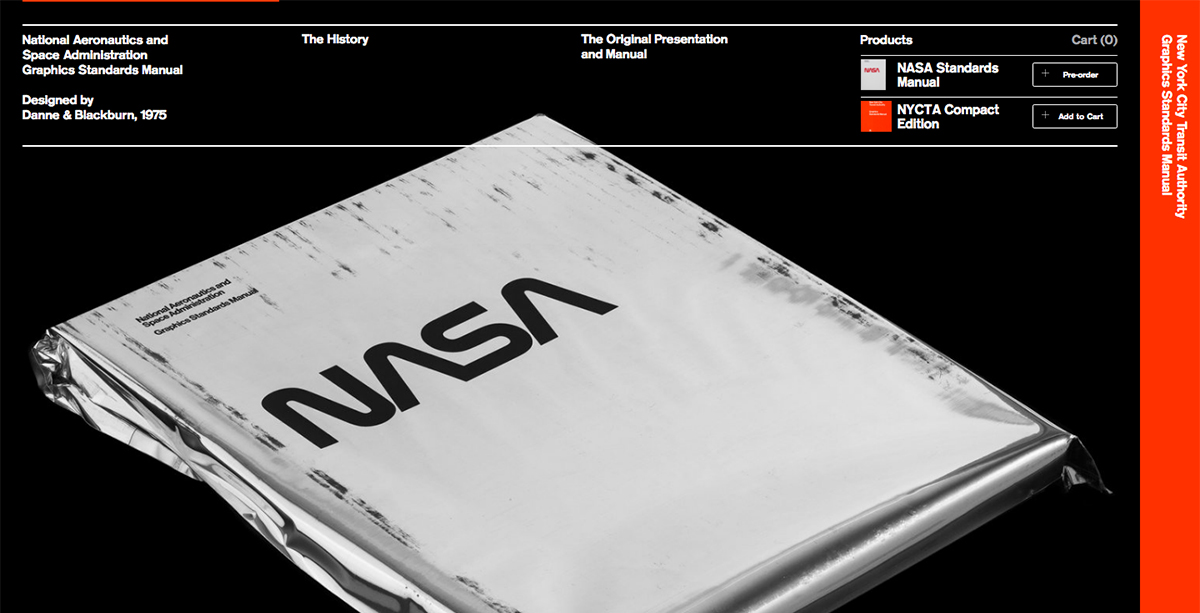 National Aeronautics and
Space Administration
Graphics Standards Manual
Designed by
Danne & Blackburn, 1975
The History
The Original Presentation
and Manual
Products
Cart (0)
NASA
NASA Standards
Manual
+ Pre-order
NYCTA Compact
Edition
+ Add to Cart
New York City Transit Authority
Graphics Standards Manual
National Aeronautics and
Space Administration
Graphics Standards Manual
NASA